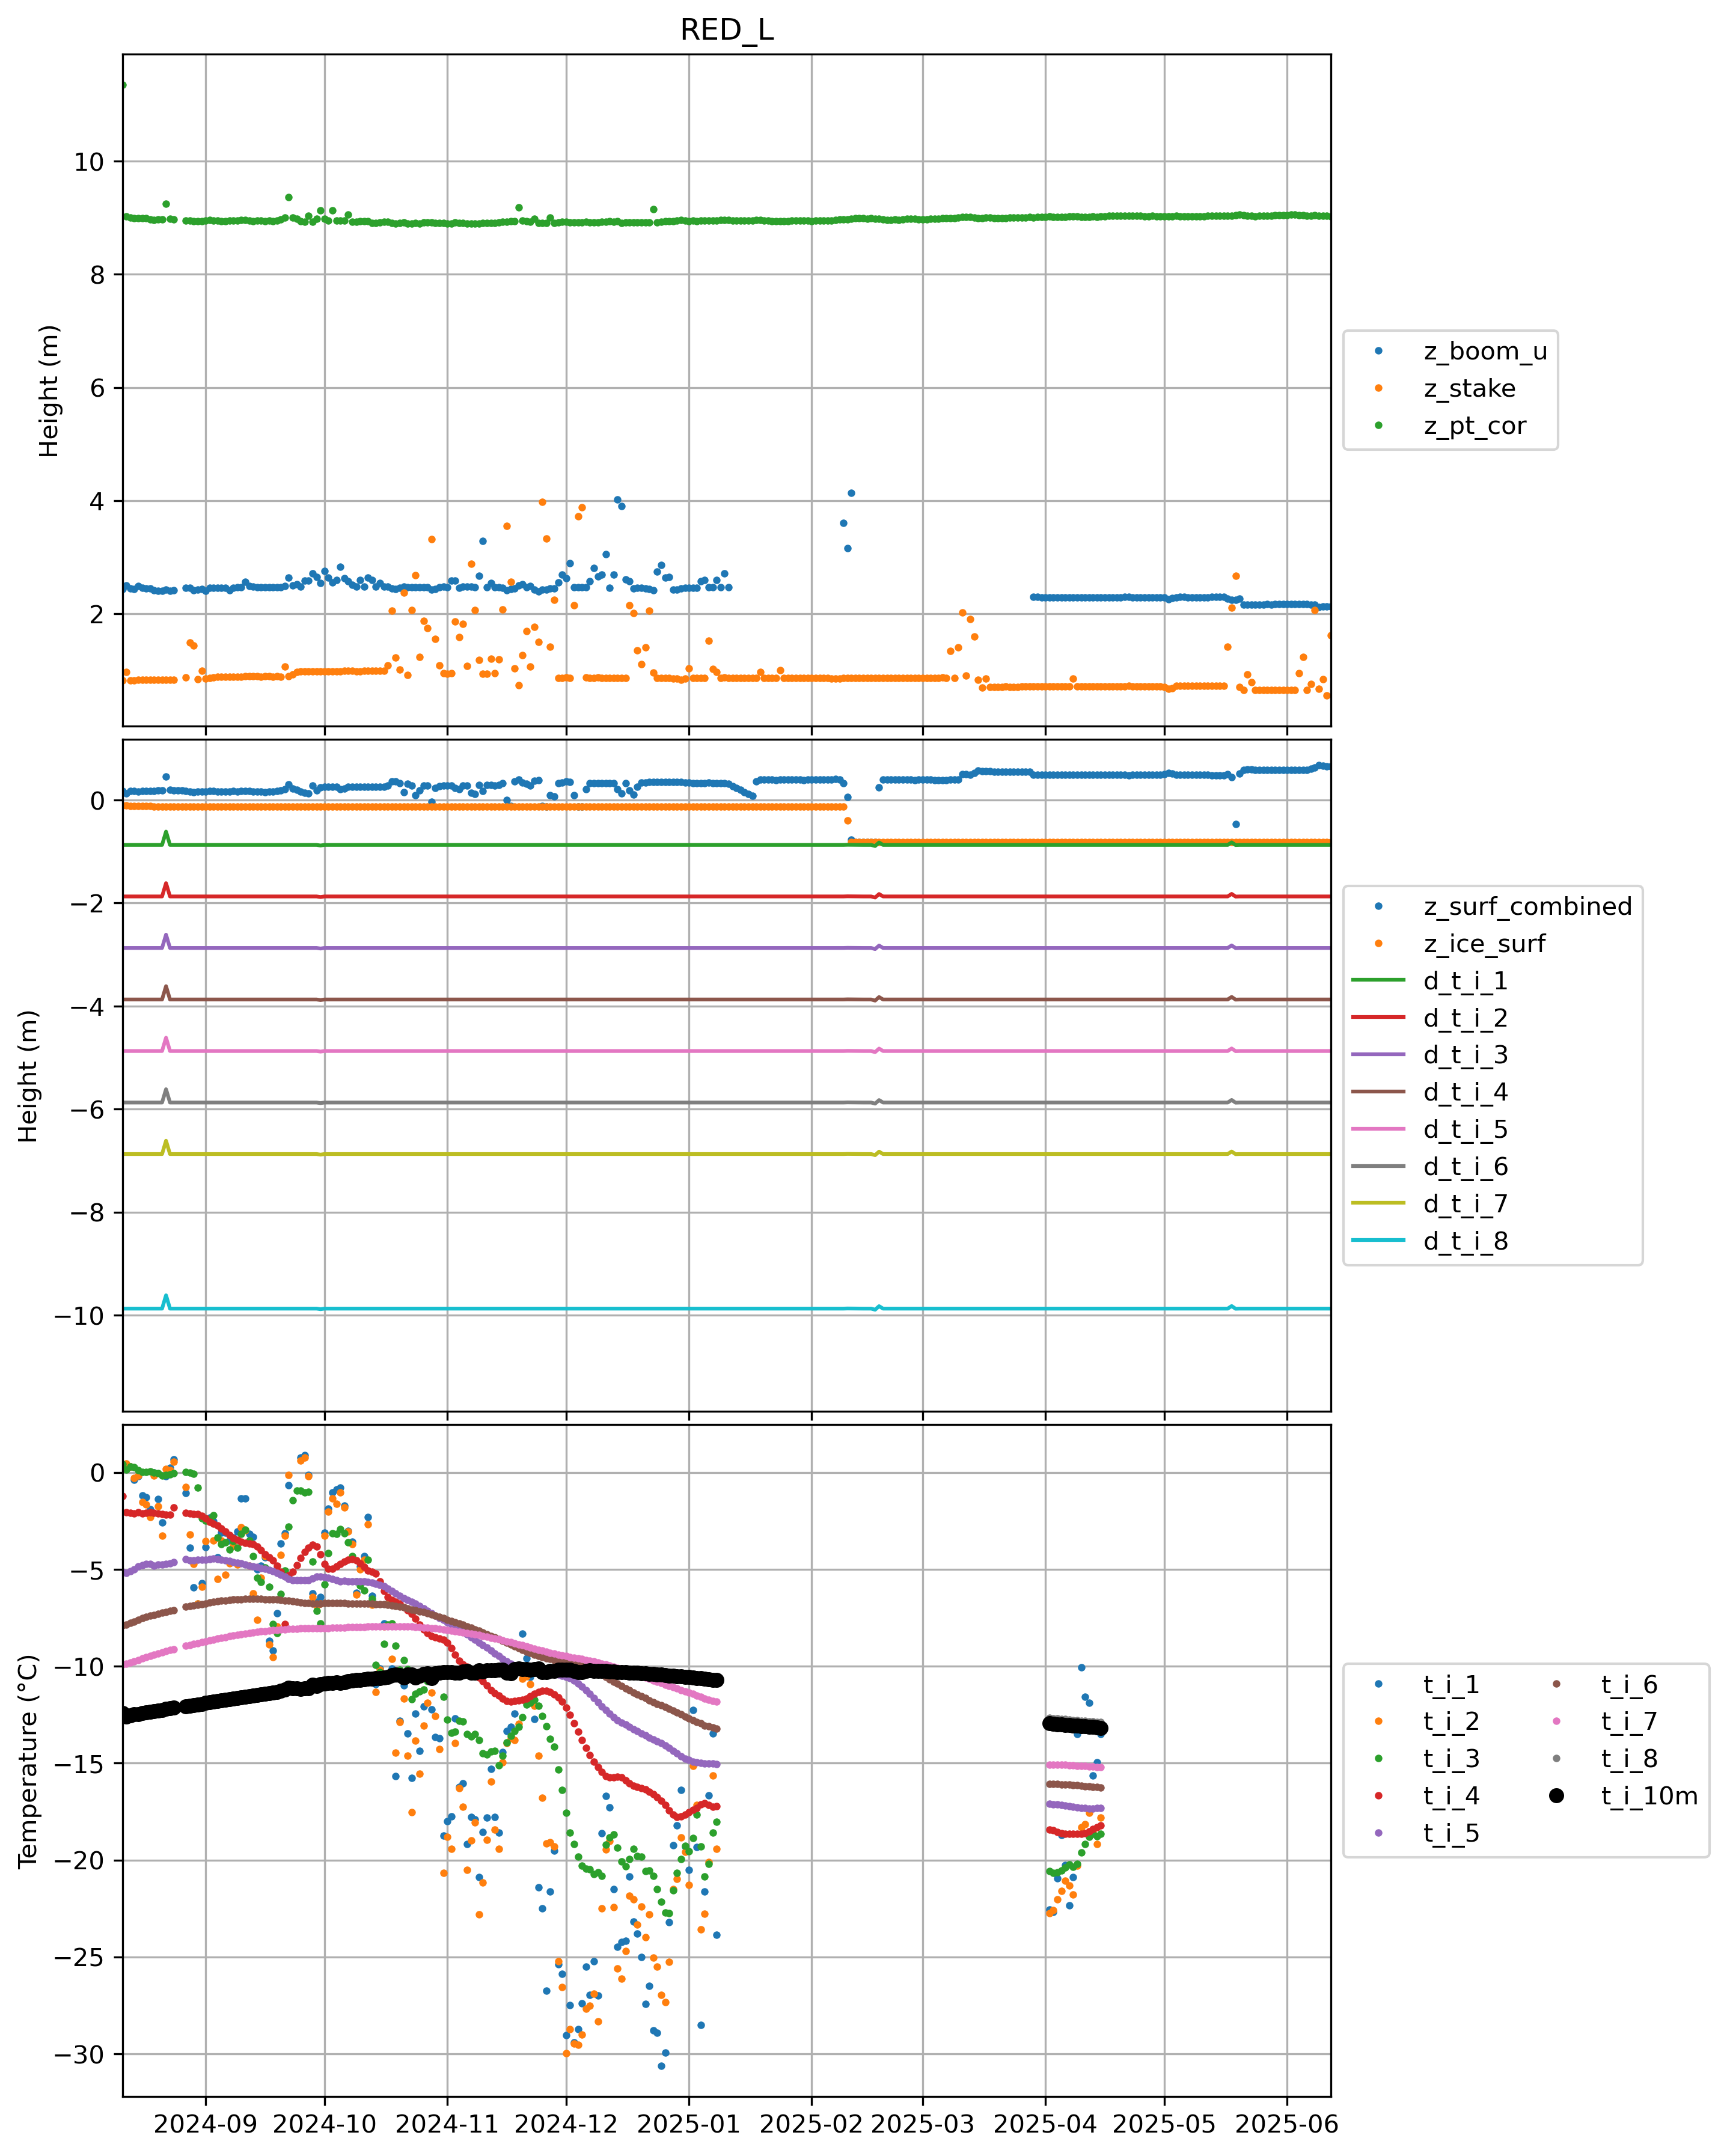 RED_L
10
8
6
4
2
Height (m)
z_boom_u
z_stake
z_pt_cor
0
−2
−4
−6
−8
−10
Height (m)
z_surf_combined
z_ice_surf
d_t_i_1
d_t_i_2
d_t_i_3
d_t_i_4
d_t_i_5
d_t_i_6
d_t_i_7
d_t_i_8
0
−5
−10
−15
−20
−25
−30
Temperature (°C)
t_i_1
t_i_2
t_i_3
t_i_4
t_i_5
t_i_6
t_i_7
t_i_8
t_i_10m
2024-09 2024-10 2024-11 2024-12 2025-01 2025-02 2025-03 2025-04 2025-05 2025-06